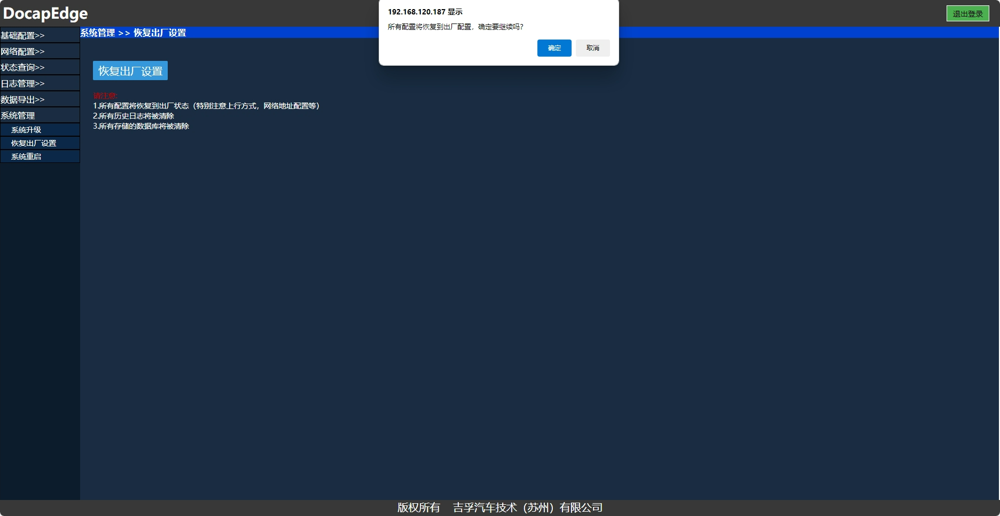 DocapEdge
退出登录
192.168.120.187 显示
所有配置将恢复到出厂配置，确定要继续吗？
确定
取消
基础配置>>
网络配置>>
状态查询>>
日志管理>>
数据导出>>
系统管理
系统升级
恢复出厂设置
系统重启
系统管理 >> 恢复出厂设置
恢复出厂设置
请注意:
1.所有配置将恢复到出厂状态（特别注意上行方式，网络地址配置等）
2.所有历史日志将被清除
3.所有存储的数据库将被清除
版权所有 吉孚汽车技术（苏州）有限公司